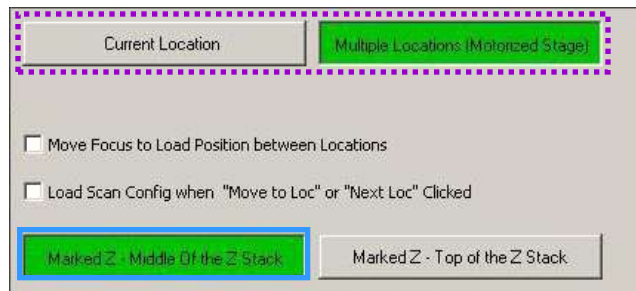 Current Location Multiple Locations (Motorized Stage)
Move Focus to Load Position between Locations
Load Scan Config when "Move to Loc" or "Next Loc" Clicked
Marked Z - Middle Of the Z Stack Marked Z - Top of the Z Stack